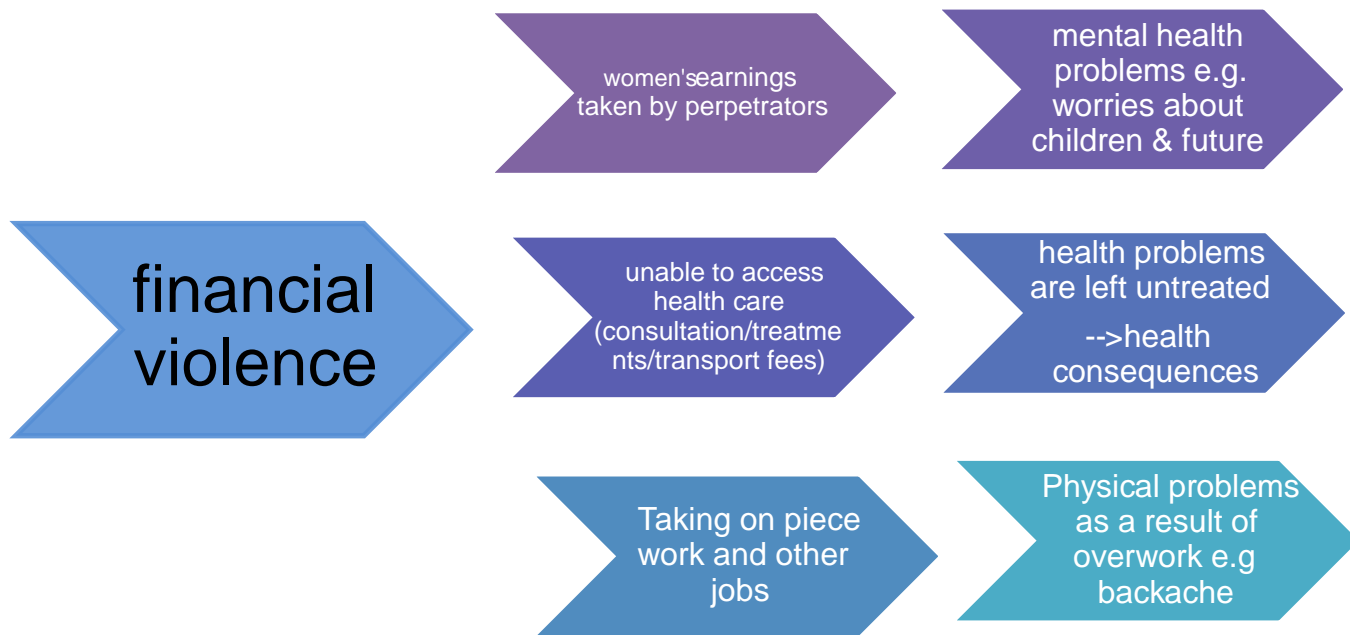 financial
violence
women'searnings
taken by perpetrators
mental health
problems e.g.
worries about
children & future
unable to access
health care
(consultation/treatme
nts/transport fees)
health problems
are left untreated
-->health
consequences
Taking on piece
work and other
jobs
Physical problems
as a result of
overwork e.g
backache